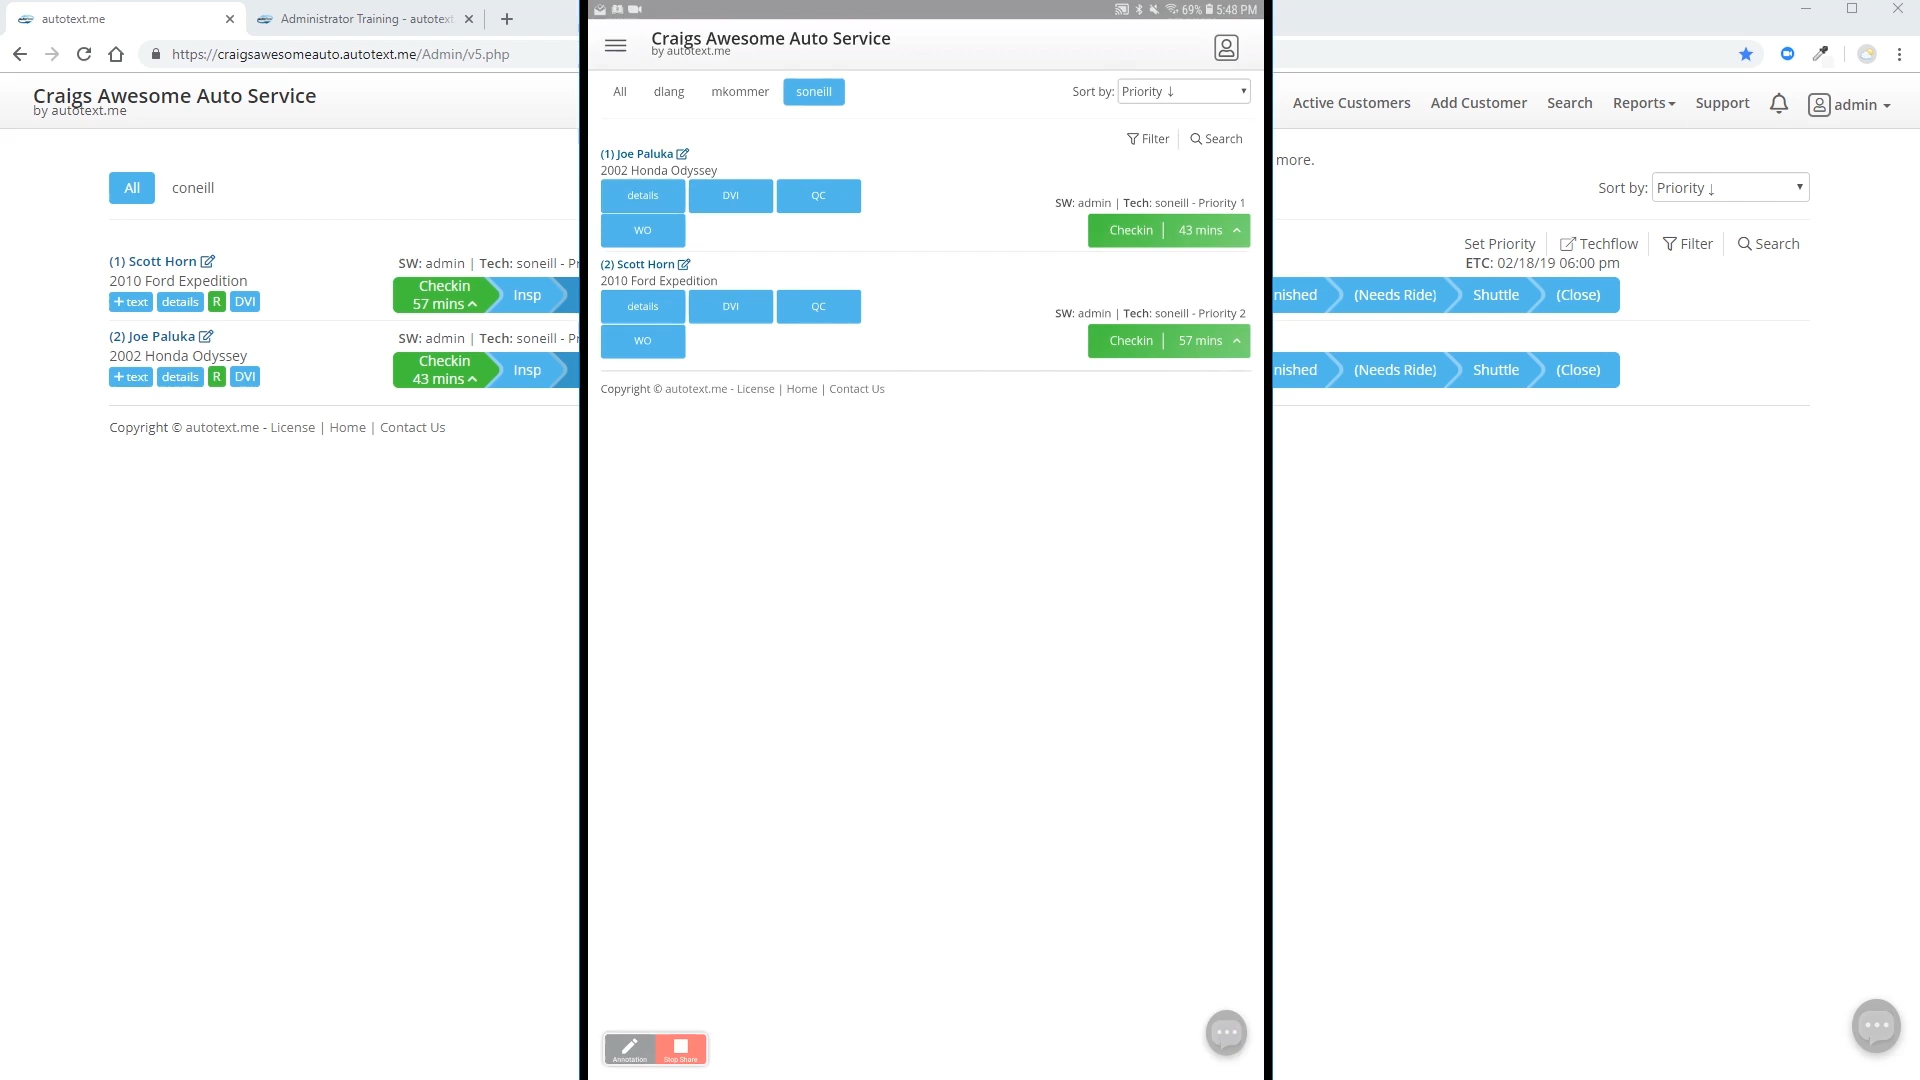 autotext.me
Administrator Training - autotext
https://craigsawesomeauto.autotext.me/Admin/v5.php
Craigs Awesome Auto Service
by autotext.me
All coneill
(1) Scott Horn
2010 Ford Expedition
+ text details R DVI
SW: admin | Tech: soneill - Pr
Checkin
57 mins
Insp
(2) Joe Paluka
2002 Honda Odyssey
+ text details R DVI
SW: admin | Tech: soneill - Pr
Checkin
43 mins
Insp
Copyright © autotext.me - License | Home | Contact Us
69% 5:48 PM
Craigs Awesome Auto Service
by autotext.me
All dlang mkommer soneill Sort by: Priority ↓
Filter Search
(1) Joe Paluka
2002 Honda Odyssey
details DVI QC
WO
SW: admin | Tech: soneill - Priority 1
Checkin | 43 mins
(2) Scott Horn
2010 Ford Expedition
details DVI QC
WO
SW: admin | Tech: soneill - Priority 2
Checkin | 57 mins
Copyright © autotext.me - License | Home | Contact Us
Annotation Stop Share
Active Customers Add Customer Search Reports Support admin
more.
Sort by: Priority ↓
Set Priority Techflow Filter Search
ETC: 02/18/19 06:00 pm
nished (Needs Ride) Shuttle (Close)
nished (Needs Ride) Shuttle (Close)